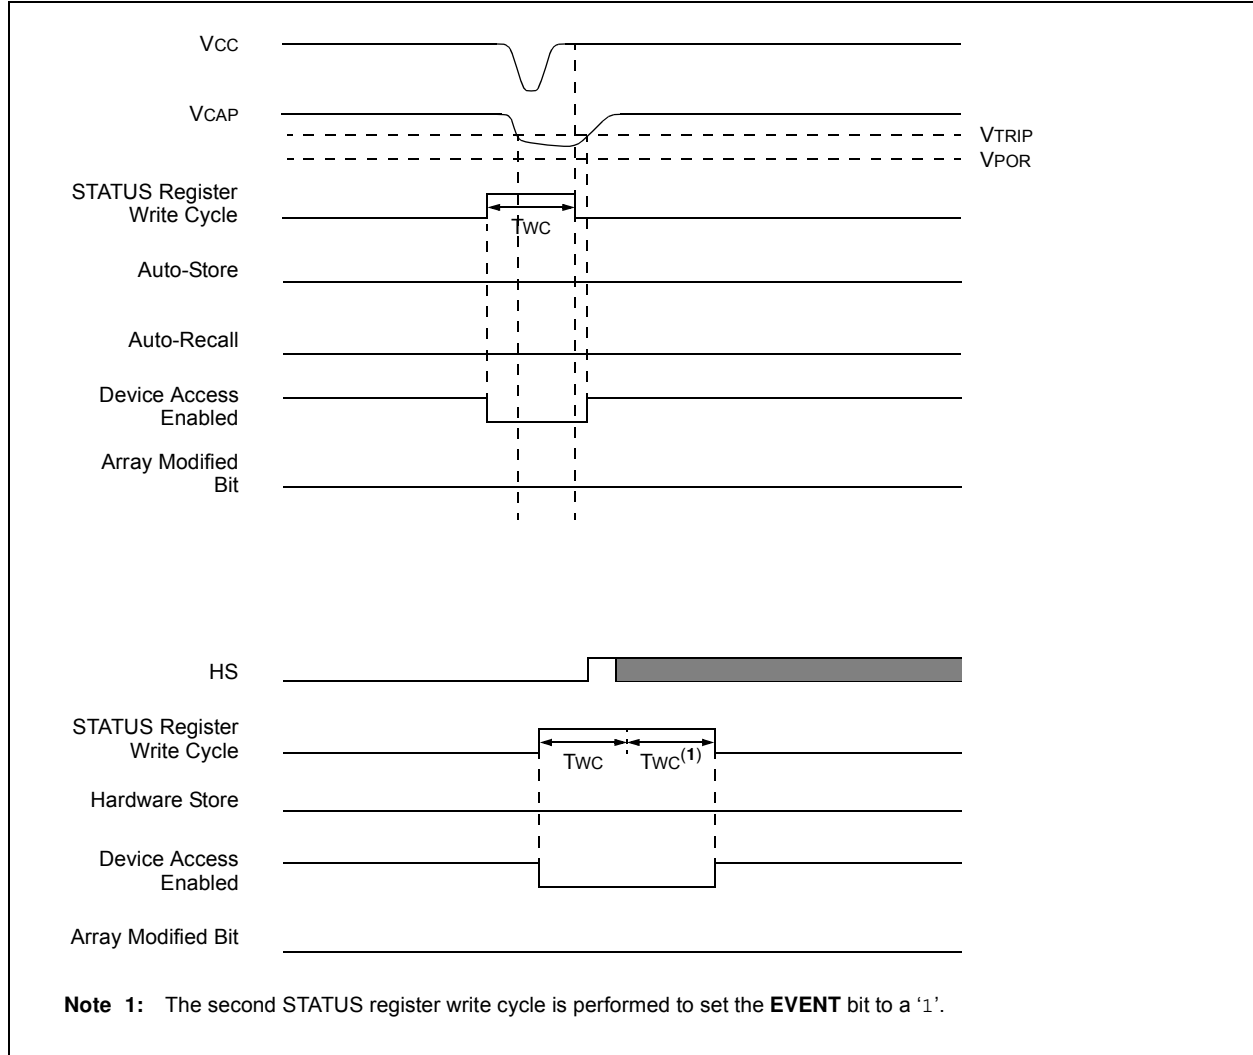 VCC
VCAP
VTRIP
VPOR
STATUS Register
Write Cycle
TWC
Auto-Store
Auto-Recall
Device Access
Enabled
Array Modified
Bit
HS
STATUS Register
Write Cycle
TWC TWC(1)
Hardware Store
Device Access
Enabled
Array Modified Bit
Note 1: The second STATUS register write cycle is performed to set the EVENT bit to a ‘1’.